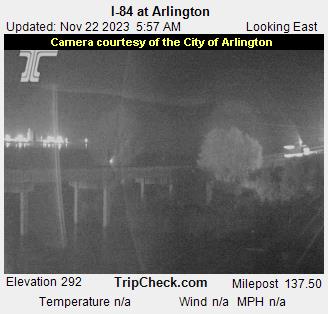 I-84 at Arlington
Updated: Nov 22 2023 5:57 AM Looking East
Camera courtesy of the City of Arlington
Elevation 292 TripCheck.com Milepost 137.50
Temperature n/a Wind n/a MPH n/a